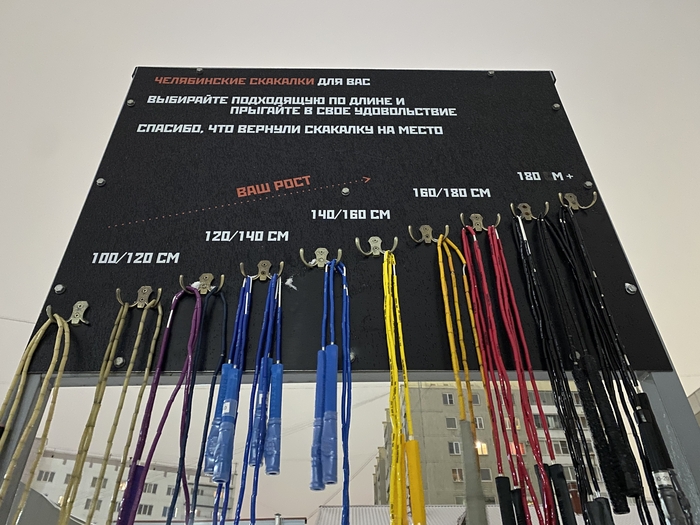 ЧЕЛЯБИНСКИЕ СКАКАЛКИ ДЛЯ ВАС
ВЫБИРАЙТЕ ПОДХОДЯЩУЮ ПО ДЛИНЕ И
ПРЫГАЙТЕ В СВОЕ УДОВОЛЬСТВИЕ
СПАСИБО, ЧТО ВЕРНУЛИ СКАКАЛКУ НА МЕСТО
ВАШ РОСТ
100/120 СМ
120/140 СМ
140/160 СМ
160/180 СМ
180 М +